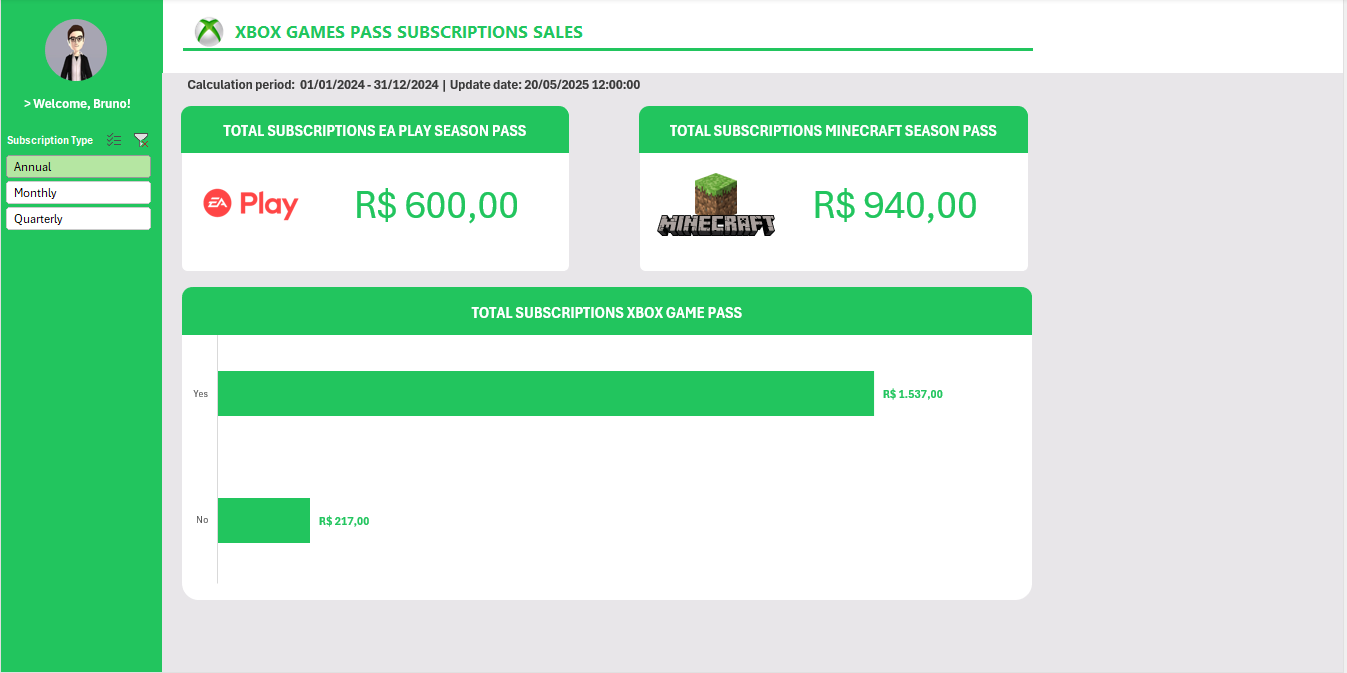 XBOX GAMES PASS SUBSCRIPTIONS SALES
> Welcome, Bruno!
Subscription Type
Annual
Monthly
Quarterly
Calculation period: 01/01/2024 - 31/12/2024 | Update date: 20/05/2025 12:00:00
TOTAL SUBSCRIPTIONS EA PLAY SEASON PASS
EA Play
R$ 600,00
TOTAL SUBSCRIPTIONS MINECRAFT SEASON PASS
MINECRAFT
R$ 940,00
TOTAL SUBSCRIPTIONS XBOX GAME PASS
Yes
R$ 1.537,00
No
R$ 217,00